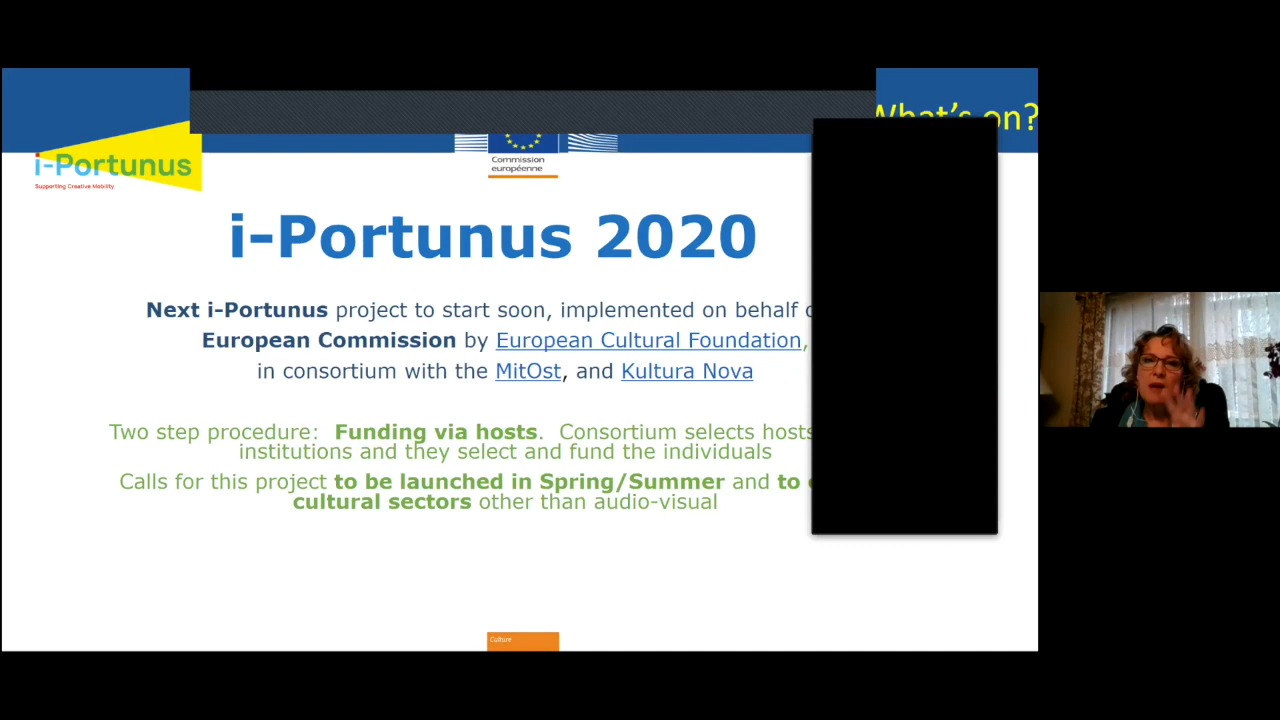 What's on?
i-Portunus
Supporting Creative Mobility
Commission
européenne
i-Portunus 2020
Next i-Portunus project to start soon, implemented on behalf
European Commission by European Cultural Foundation,
in consortium with the MitOst, and Kultura Nova
Two step procedure: Funding via hosts. Consortium selects hosts
institutions and they select and fund the individuals
Calls for this project to be launched in Spring/Summer and to
cultural sectors other than audio-visual
Culture